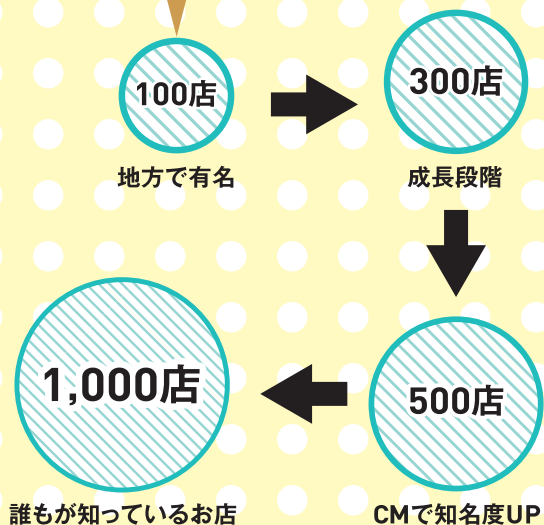 100店
地方で有名
300店
成長段階
500店
CMで知名度UP
1,000店
誰もが知っているお店